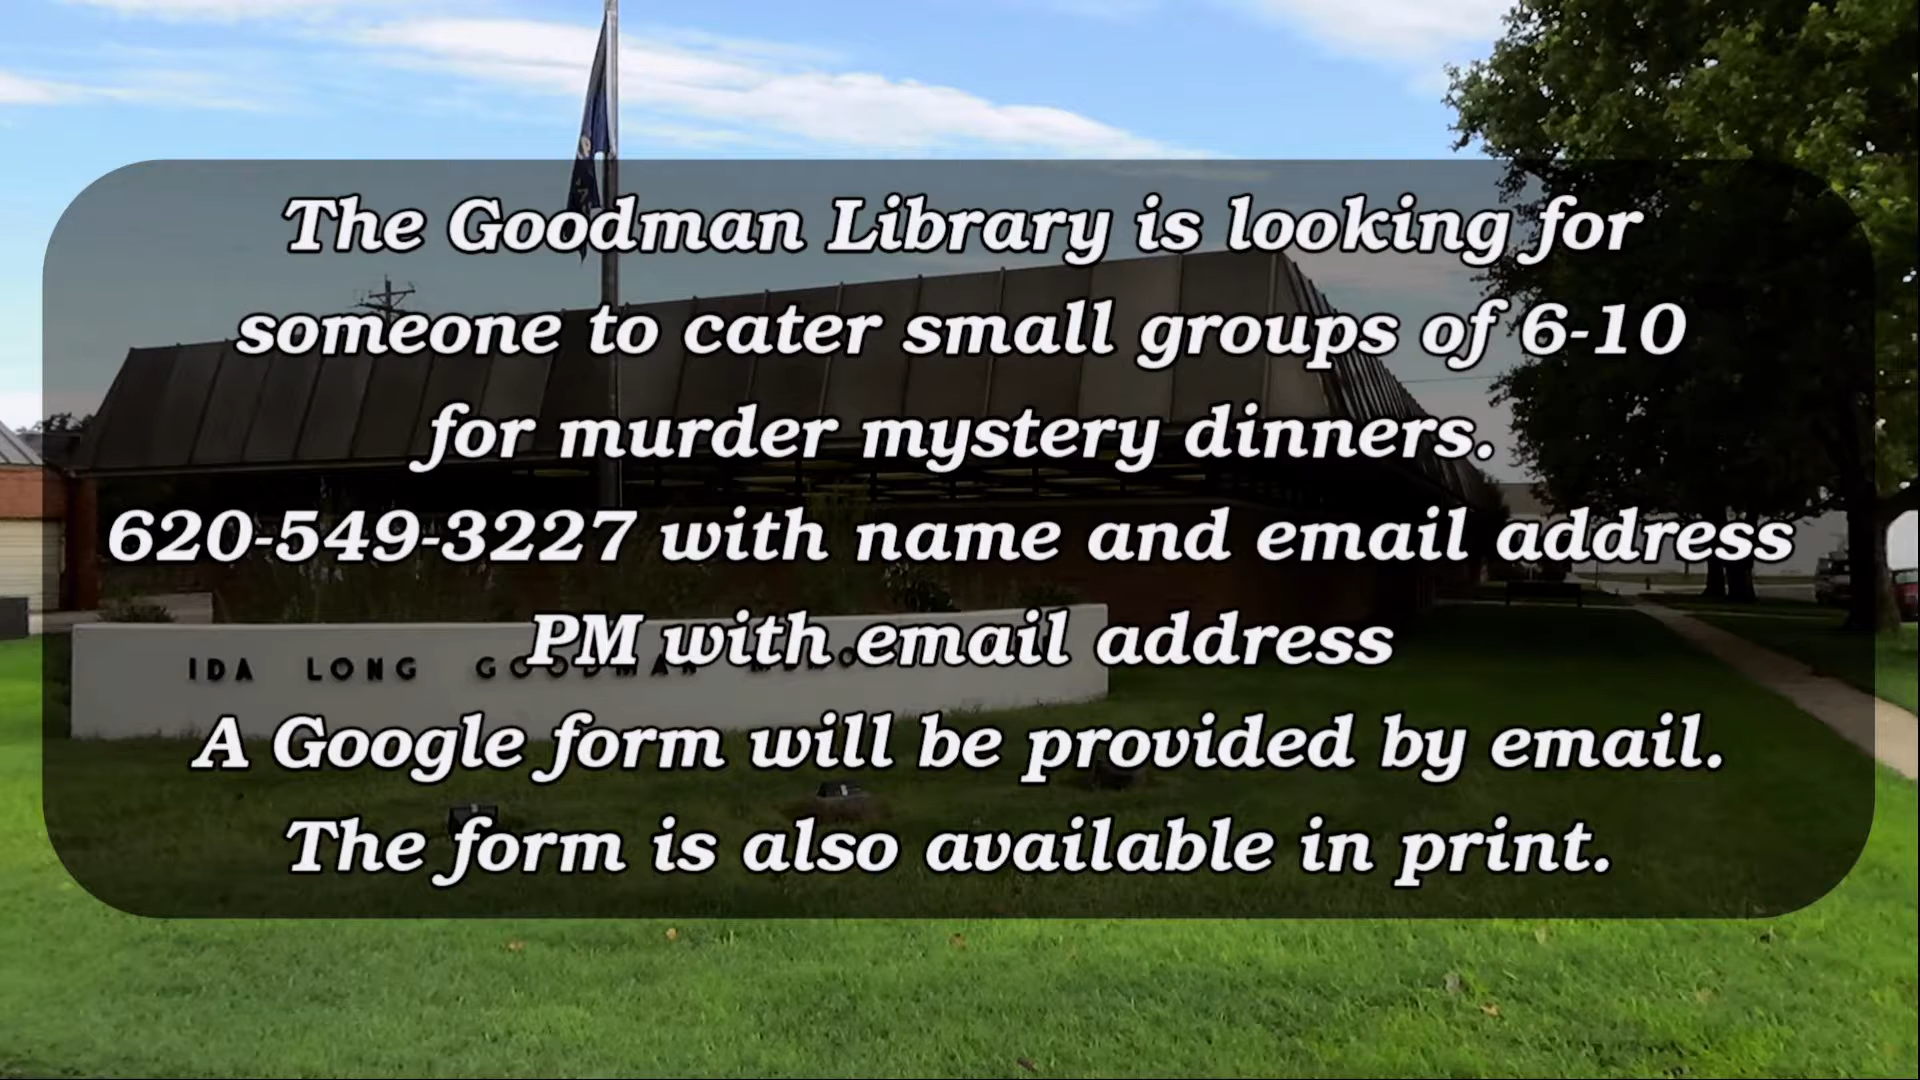 The Goodman Library is looking for
someone to cater small groups of 6-10
for murder mystery dinners.
620-549-3227 with name and email address
PM with email address
A Google form will be provided by email.
The form is also available in print.
IDA LONG GOODMAN